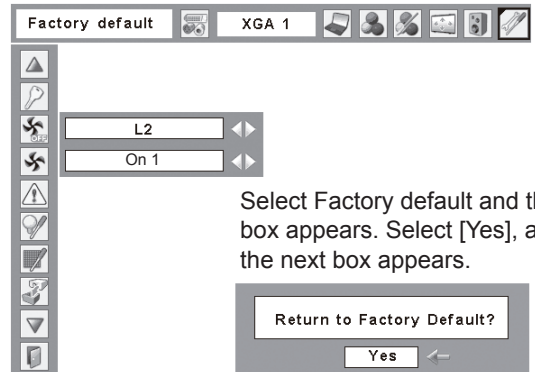 Factory default XGA 1
OFF
L2
On 1
Select Factory default and
box appears. Select [Yes],
the next box appears.
Return to Factory Default?
Yes